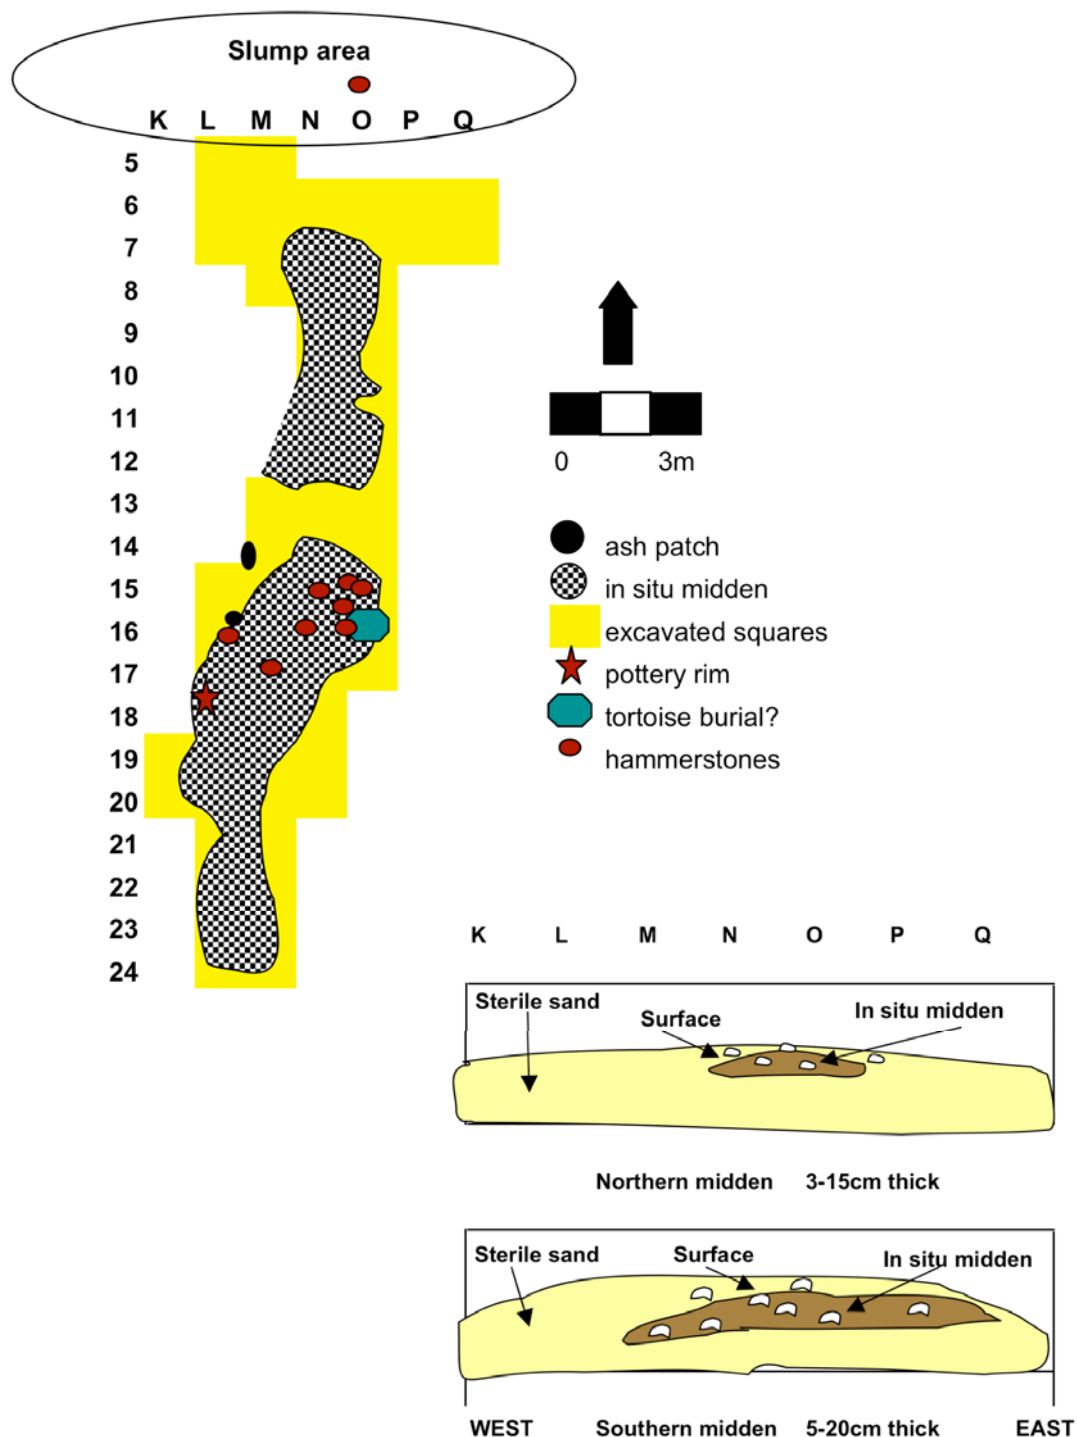 Slump area
K L M N O P Q
5
6
7
8
9
10
11
12
13
14
15
16
17
18
19
20
21
22
23
24
0 3m
ash patch
in situ midden
excavated squares
pottery rim
tortoise burial?
hammerstones
K L M N O P Q
Sterile sand
Surface
In situ midden
Northern midden 3-15cm thick
Sterile sand
Surface
In situ midden
WEST Southern midden 5-20cm thick EAST